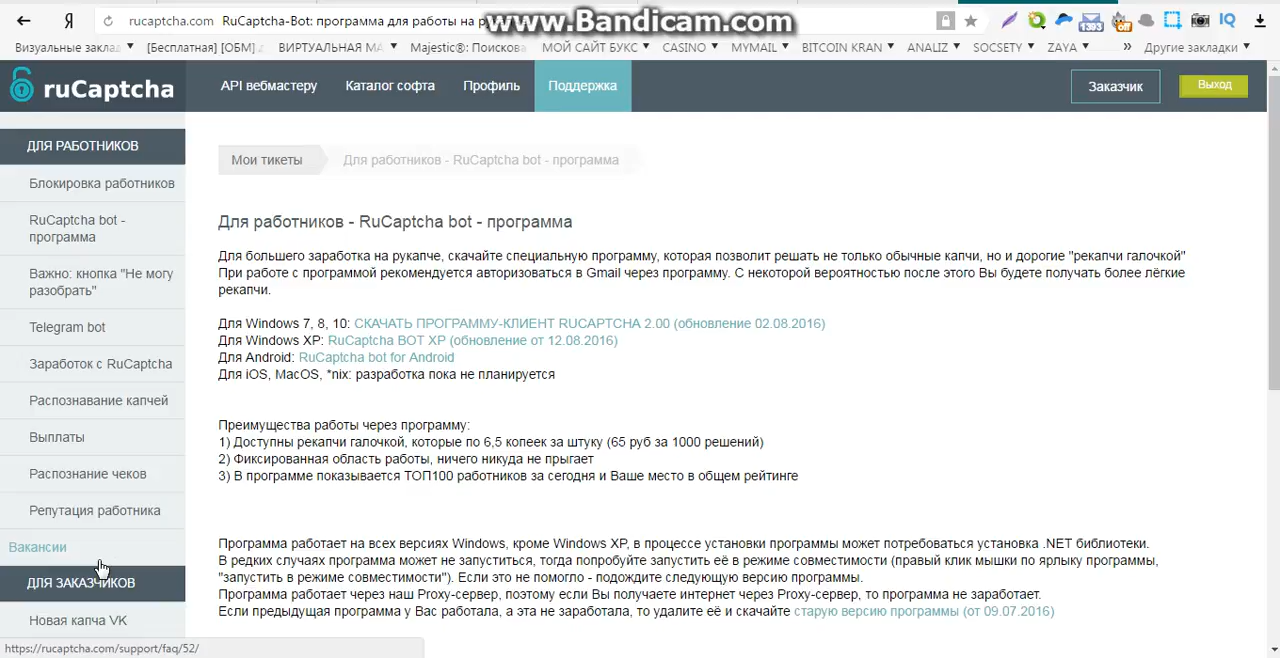 rucaptcha.com RuCaptcha-Bot: программа для работы на
www.Bandicam.com
Визуальные заклад [Бесплатная] [ОБМ] ВИРТУАЛЬНАЯ МА Majestic®: Поискова МОЙ САЙТ БУКС CASINO MYMAIL BITCOIN KRAN ANALIZ SOCSETY ZAYA » Другие закладки
ruCaptcha API вебмастеру Каталог софта Профиль Поддержка Заказчик Выход
ДЛЯ РАБОТНИКОВ
Блокировка работников
RuCaptcha bot -
программа
Важно: кнопка "Не могу
разобрать"
Telegram bot
Заработок с RuCaptcha
Распознавание капчей
Выплаты
Распознание чеков
Репутация работника
Вакансии
ДЛЯ ЗАКАЗЧИКОВ
Новая капча VK
https://rucaptcha.com/support/faq/52/
Мои тикеты Для работников - RuCaptcha bot - программа
Для работников - RuCaptcha bot - программа
Для большего заработка на рукапче, скачайте специальную программу, которая позволит решать не только обычные капчи, но и дорогие "рекапчи галочкой"
При работе с программой рекомендуется авторизоваться в Gmail через программу. С некоторой вероятностью после этого Вы будете получать более лёгкие
рекапчи.
Для Windows 7, 8, 10: СКАЧАТЬ ПРОГРАММУ-КЛИЕНТ RUCAPTCHA 2.00 (обновление 02.08.2016)
Для Windows XP: RuCaptcha BOT XP (обновление от 12.08.2016)
Для Android: RuCaptcha bot for Android
Для iOS, MacOS, *nix: разработка пока не планируется
Преимущества работы через программу:
1) Доступны рекапчи галочкой, которые по 6,5 копеек за штуку (65 руб за 1000 решений)
2) Фиксированная область работы, ничего никуда не прыгает
3) В программе показывается ТОП100 работников за сегодня и Ваше место в общем рейтинге
Программа работает на всех версиях Windows, кроме Windows XP, в процессе установки программы может потребоваться установка .NET библиотеки.
В редких случаях программа может не запуститься, тогда попробуйте запустить её в режиме совместимости (правый клик мышки по ярлыку программы,
"запустить в режиме совместимости"). Если это не помогло - подождите следующую версию программы.
Программа работает через наш Proxy-сервер, поэтому если Вы получаете интернет через Proxy-сервер, то программа не заработает.
Если предыдущая программа у Вас работала, а эта не заработала, то удалите её и скачайте старую версию программы (от 09.07.2016)